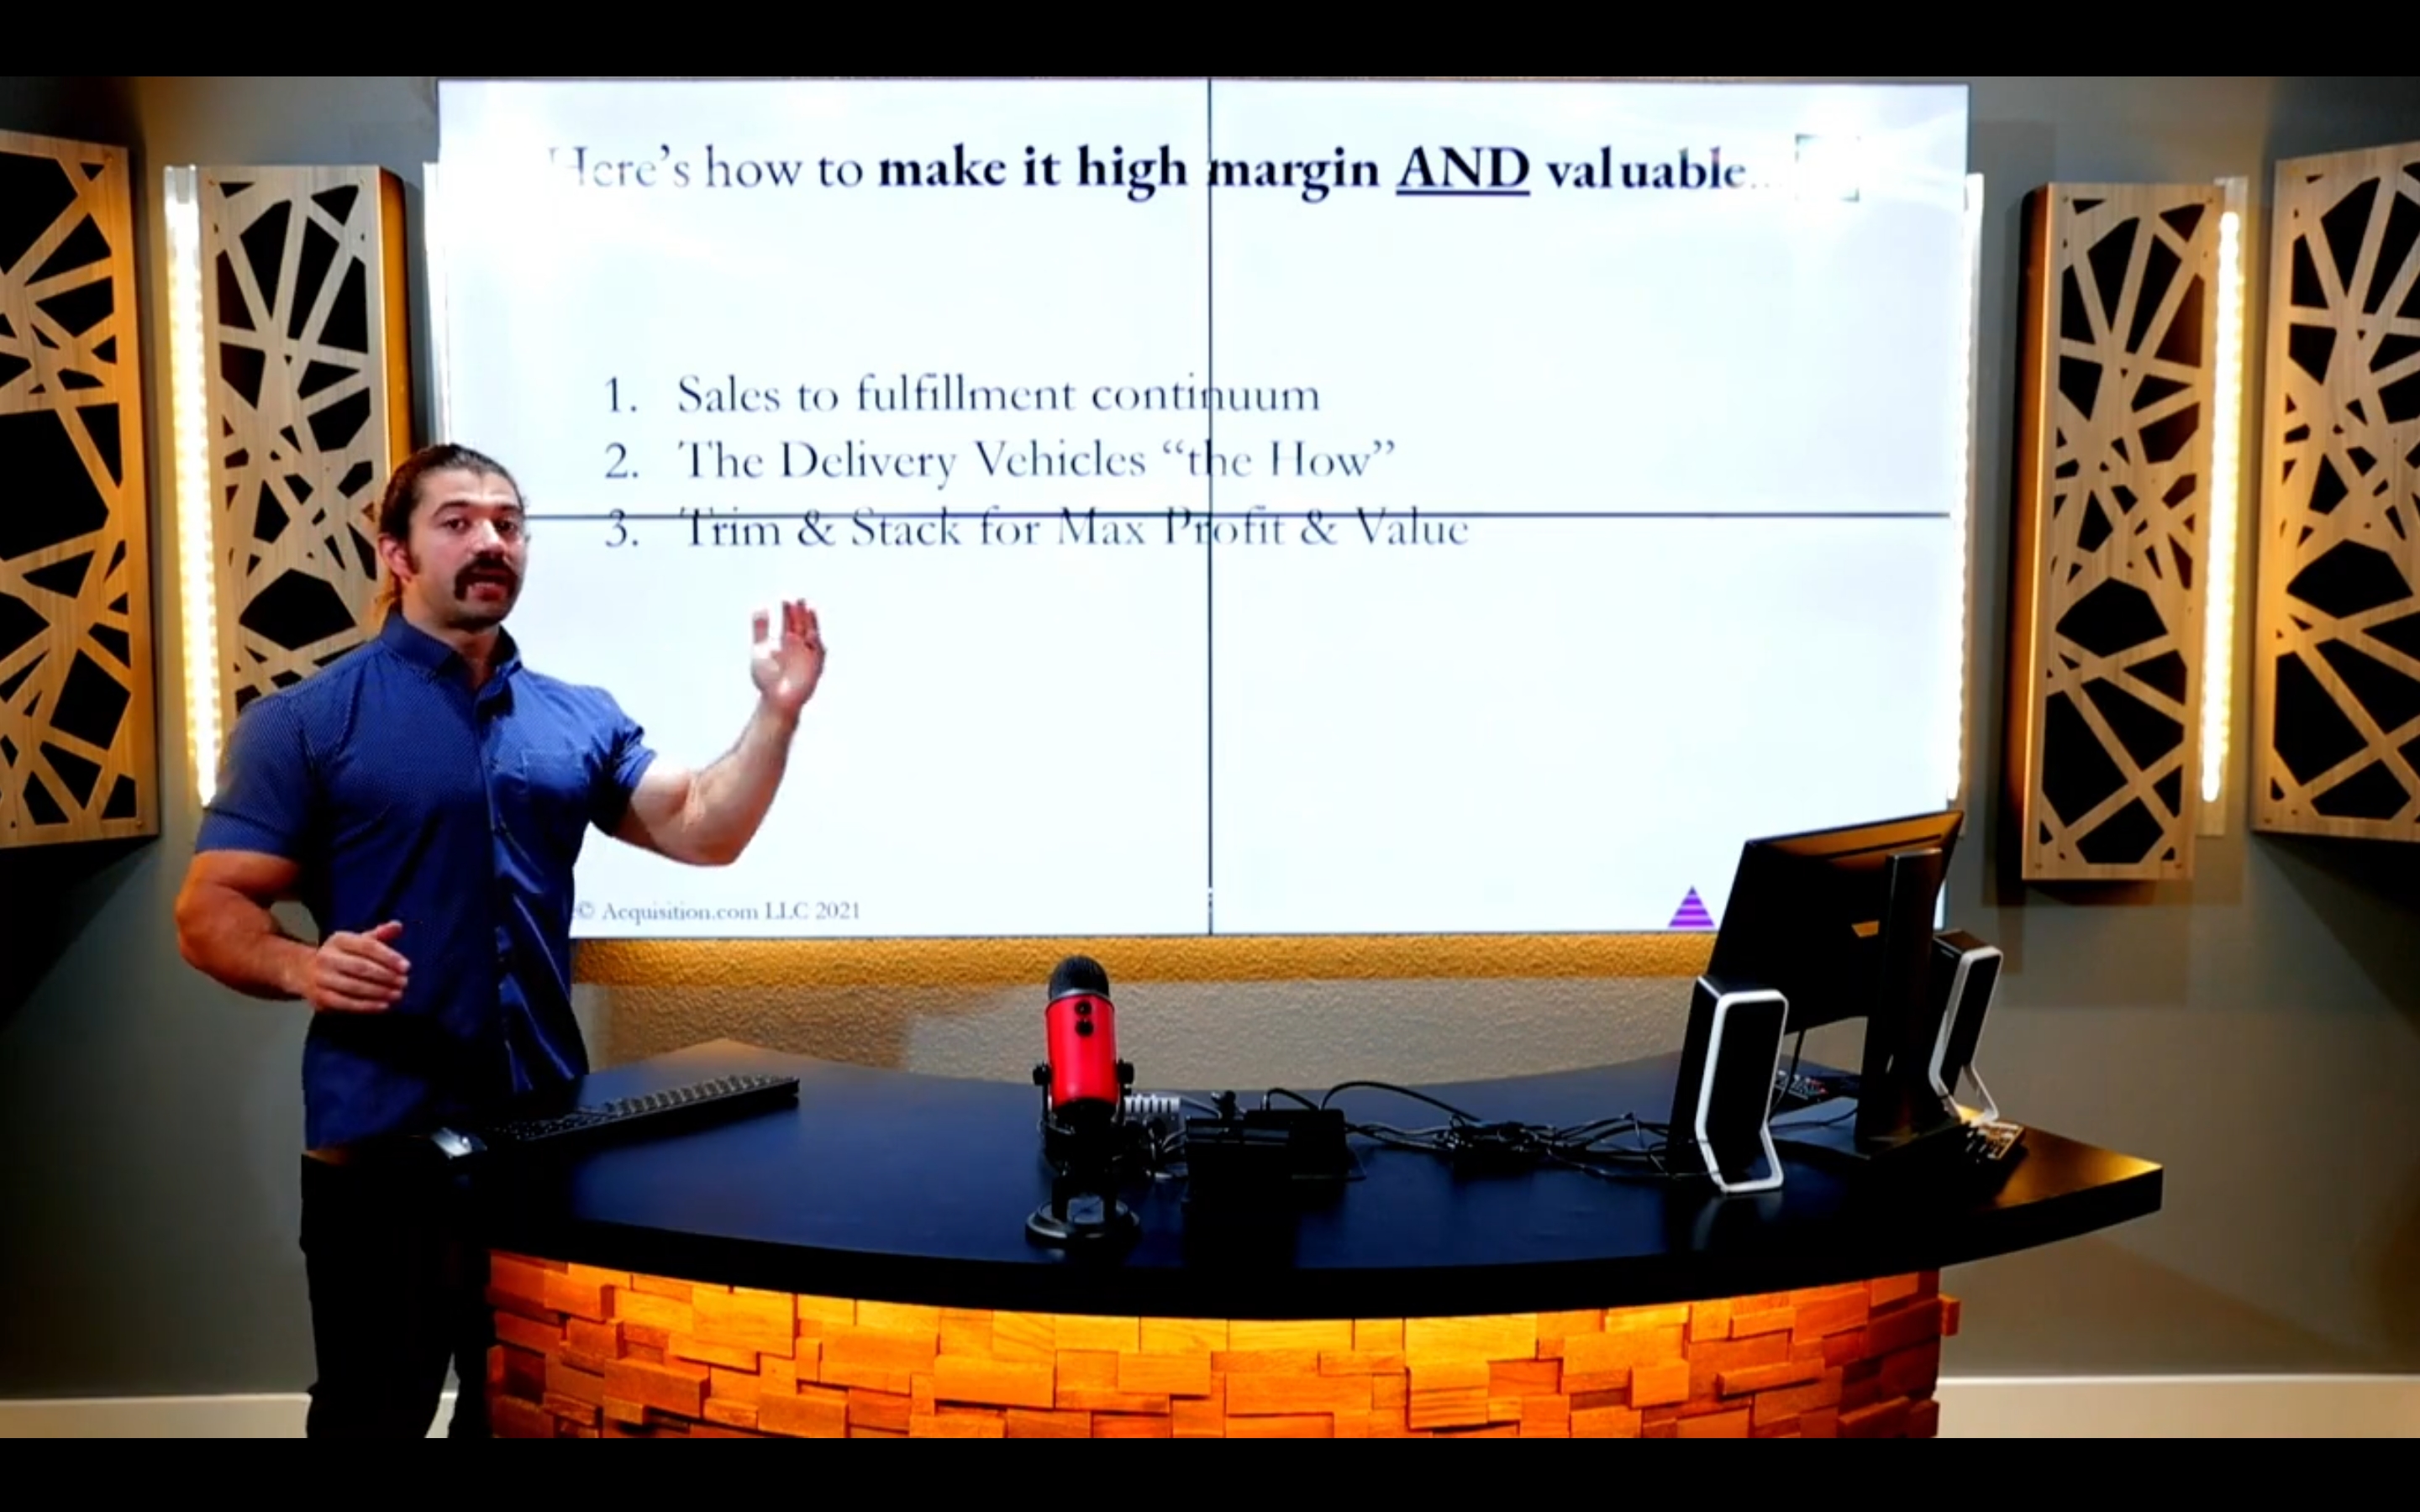 Here's how to make it high margin AND valuable...
1. Sales to fulfillment continuum
2. The Delivery Vehicles “the How”
3. Trim & Stack for Max Profit & Value
© Acquisition.com LLC 2021